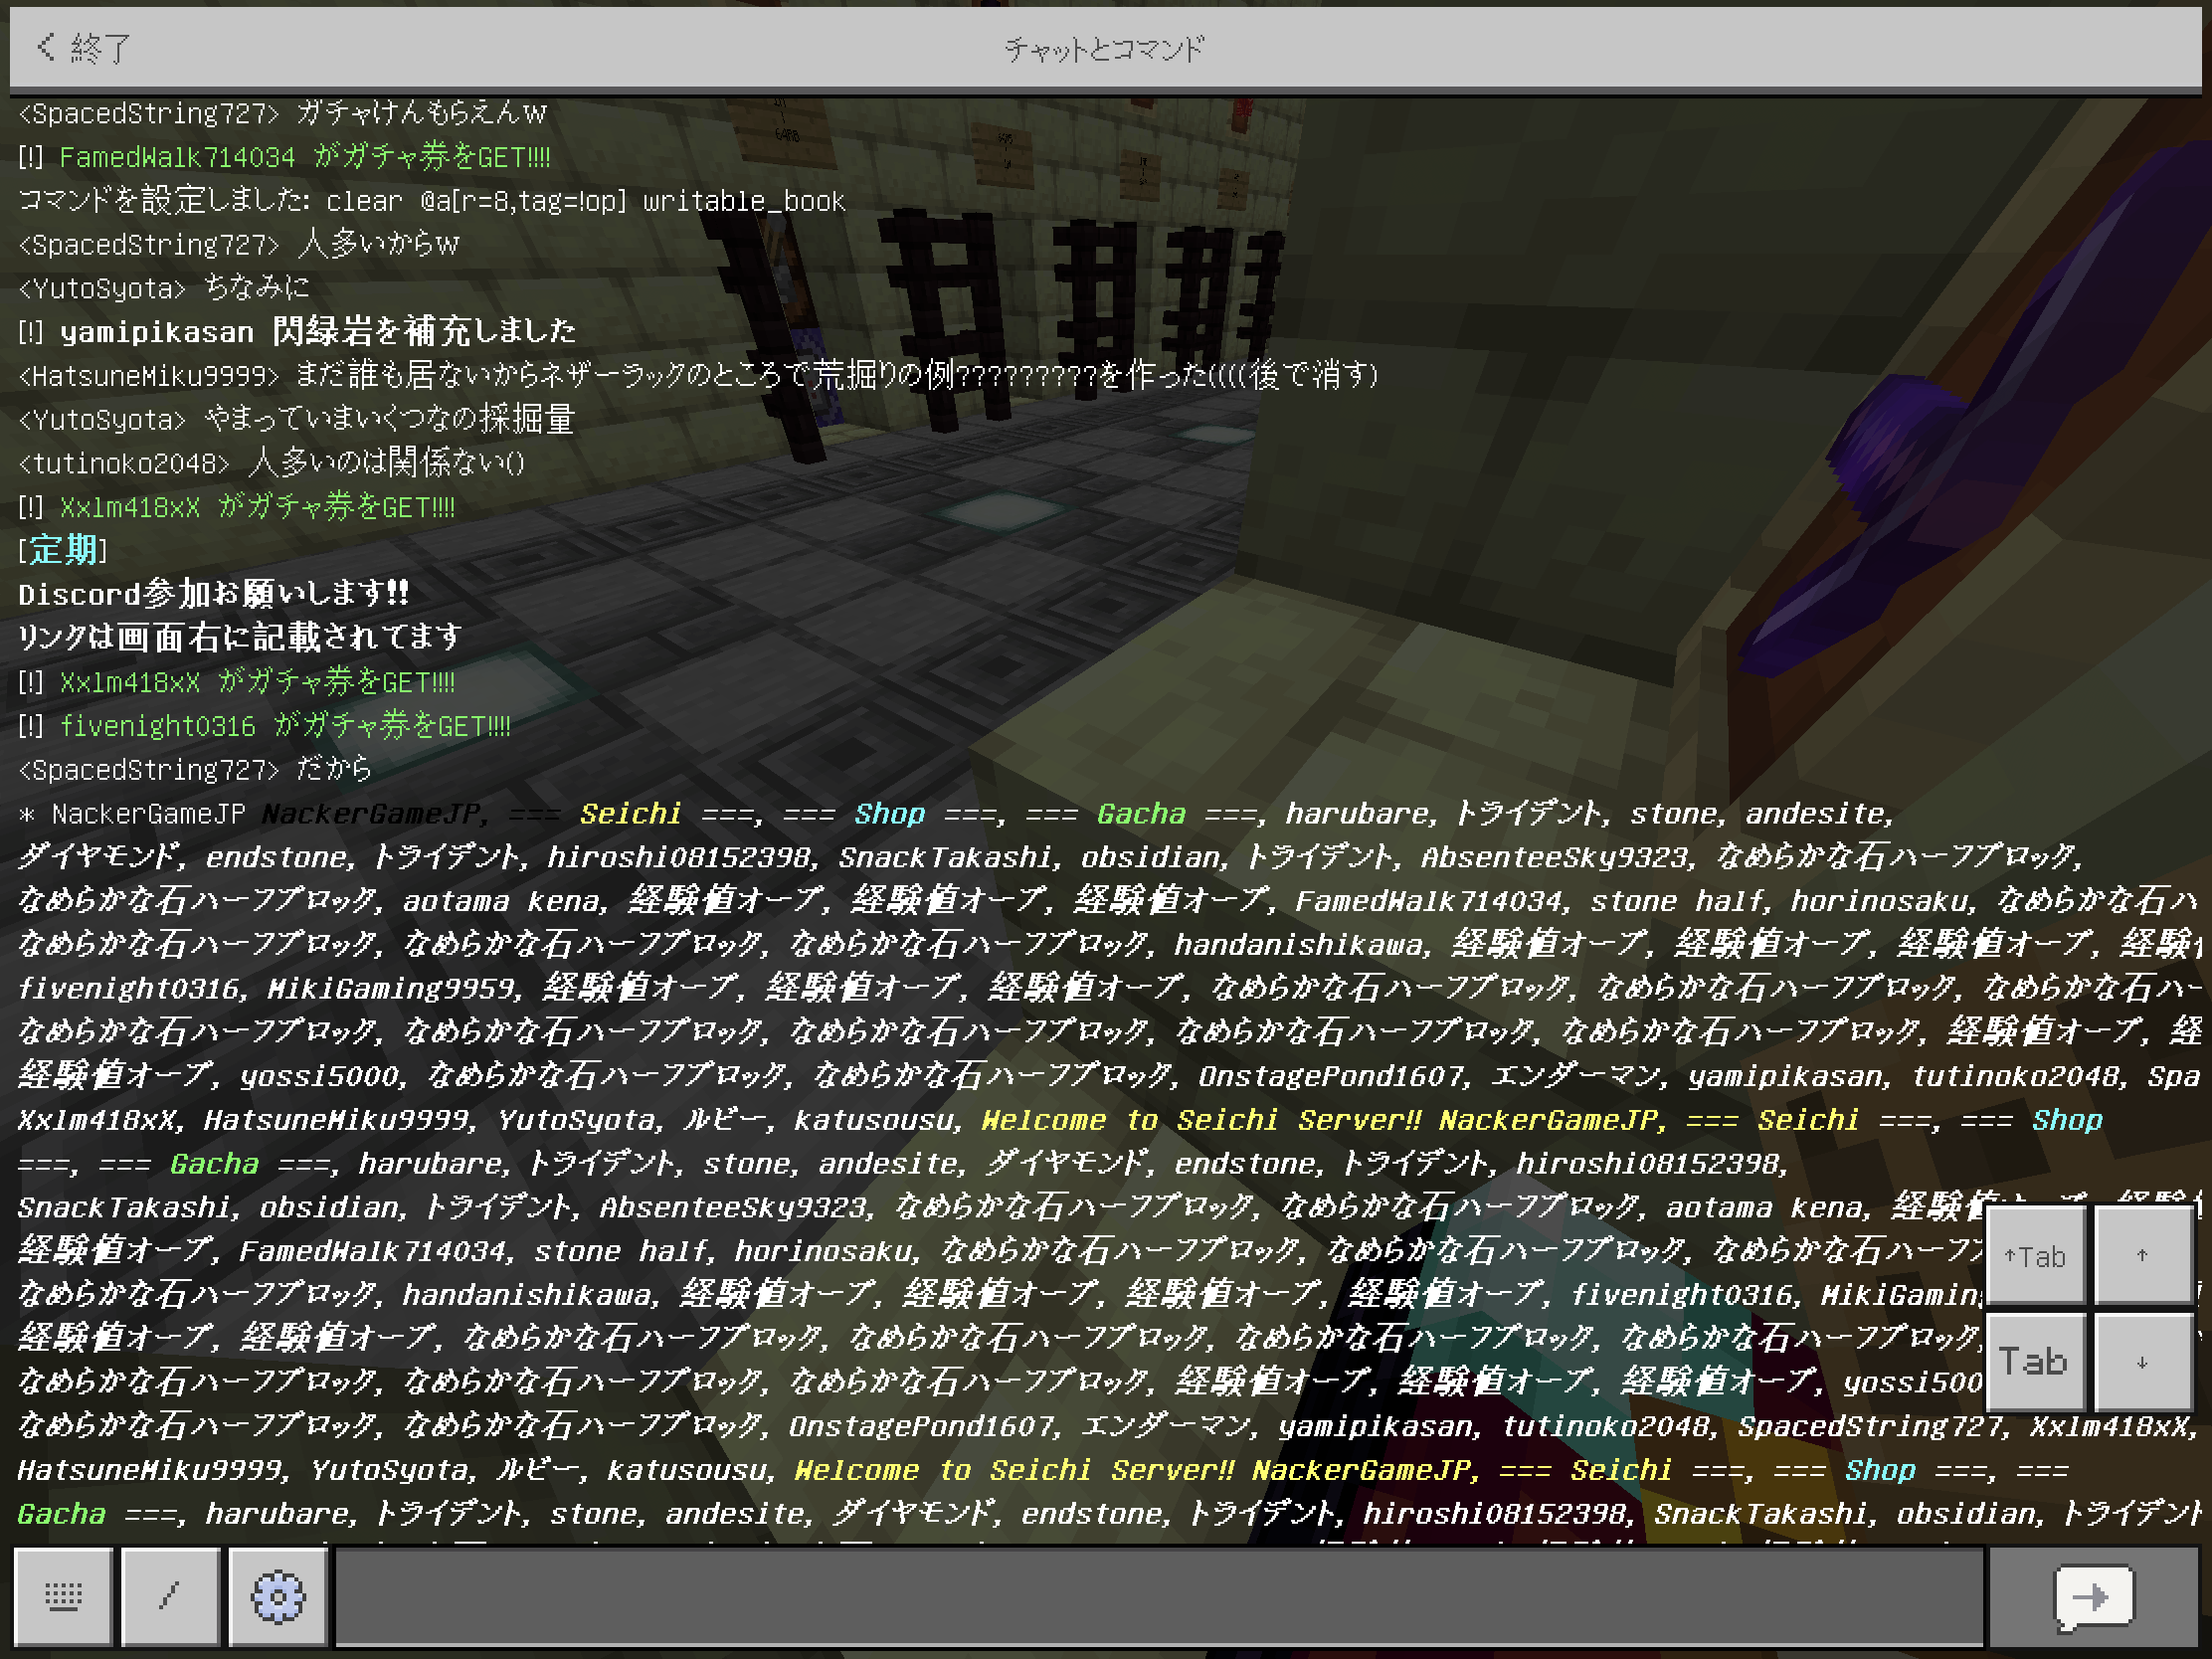 終了
チャットとコマンド
<SpacedString727> ガチャけんもらえんw
[!] FamedWalk714034 がガチャ券をGET!!!!
コマンドを設定しました: clear @a[r=8,tag=!op] writable_book
<SpacedString727> 人多いからw
<YutoSyota> ちなみに
[!] yamipikasan 閃緑岩を補充しました
<HatsuneMiku9999> まだ誰も居ないからネザーラックのところで荒掘りの例?????????を作った((((後で消す)
<YutoSyota> やまっていまいくつなの採掘量
<tutinoko2048> 人多いのは関係ない()
[!] Xxlm418xX がガチャ券をGET!!!!
[定期]
Discord参加お願いします!!
リンクは画面右に記載されてます
[!] Xxlm418xX がガチャ券をGET!!!!
[!] fivenight0316 がガチャ券をGET!!!!
<SpacedString727> だから
* NackerGameJP NackerGameJP, === Seichi ===, === Shop ===, === Gacha ===, harubare, トライデント, stone, andesite,
ダイヤモンド, endstone, トライデント, hiroshi08152398, SnackTakashi, obsidian, トライデント, AbsenteeSky9323, なめらかな石ハーフブロック,
なめらかな石ハーフブロック, aotama kena, 経験値オーブ, 経験値オーブ, 経験値オーブ, FamedWalk714034, stone half, horinosaku, なめらかな石ハ
なめらかな石ハーフブロック, なめらかな石ハーフブロック, なめらかな石ハーフブロック, handanishikawa, 経験値オーブ, 経験値オーブ, 経験値オーブ, 経験
fivenight0316, MikiGaming9959, 経験値オーブ, 経験値オーブ, 経験値オーブ, なめらかな石ハーフブロック, なめらかな石ハーフブロック, なめらかな石ハー
なめらかな石ハーフブロック, なめらかな石ハーフブロック, なめらかな石ハーフブロック, なめらかな石ハーフブロック, なめらかな石ハーフブロック, 経験値オーブ, 経
経験値オーブ, yossi5000, なめらかな石ハーフブロック, なめらかな石ハーフブロック, OnstagePond1607, エンダーマン, yamipikasan, tutinoko2048, Spa
Xxlm418xX, HatsuneMiku9999, YutoSyota, ルビー, katusousu, Welcome to Seichi Server!! NackerGameJP, === Seichi ===, === Shop
===, === Gacha ===, harubare, トライデント, stone, andesite, ダイヤモンド, endstone, トライデント, hiroshi08152398,
SnackTakashi, obsidian, トライデント, AbsenteeSky9323, なめらかな石ハーフブロック, なめらかな石ハーフブロック, aotama kena, 経験
経験値オーブ, FamedWalk714034, stone half, horinosaku, なめらかな石ハーフブロック, なめらかな石ハーフブロック, なめらかな石ハーフ
↑Tab
↑
なめらかな石ハーフブロック, handanishikawa, 経験値オーブ, 経験値オーブ, 経験値オーブ, 経験値オーブ, fivenight0316, MikiGaming
経験値オーブ, 経験値オーブ, なめらかな石ハーフブロック, なめらかな石ハーフブロック, なめらかな石ハーフブロック, なめらかな石ハーフブロック,
Tab
↓
なめらかな石ハーフブロック, なめらかな石ハーフブロック, なめらかな石ハーフブロック, 経験値オーブ, 経験値オーブ, 経験値オーブ, yossi500
なめらかな石ハーフブロック, なめらかな石ハーフブロック, OnstagePond1607, エンダーマン, yamipikasan, tutinoko2048, SpacedString727, Xxlm418xX,
HatsuneMiku9999, YutoSyota, ルビー, katusousu, Welcome to Seichi Server!! NackerGameJP, === Seichi ===, === Shop ===, ===
Gacha ===, harubare, トライデント, stone, andesite, ダイヤモンド, endstone, トライデント, hiroshi08152398, SnackTakashi, obsidian, トライデント
/